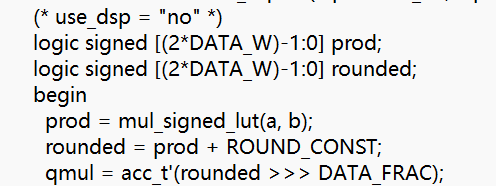 (* use_dsp = "no" *)
logic signed [(2*DATA_W)-1:0] prod;
logic signed [(2*DATA_W)-1:0] rounded;
begin
prod = mul_signed_lut(a, b);
rounded = prod + ROUND_CONST;
qmul = acc_t'(rounded >>> DATA_FRAC);